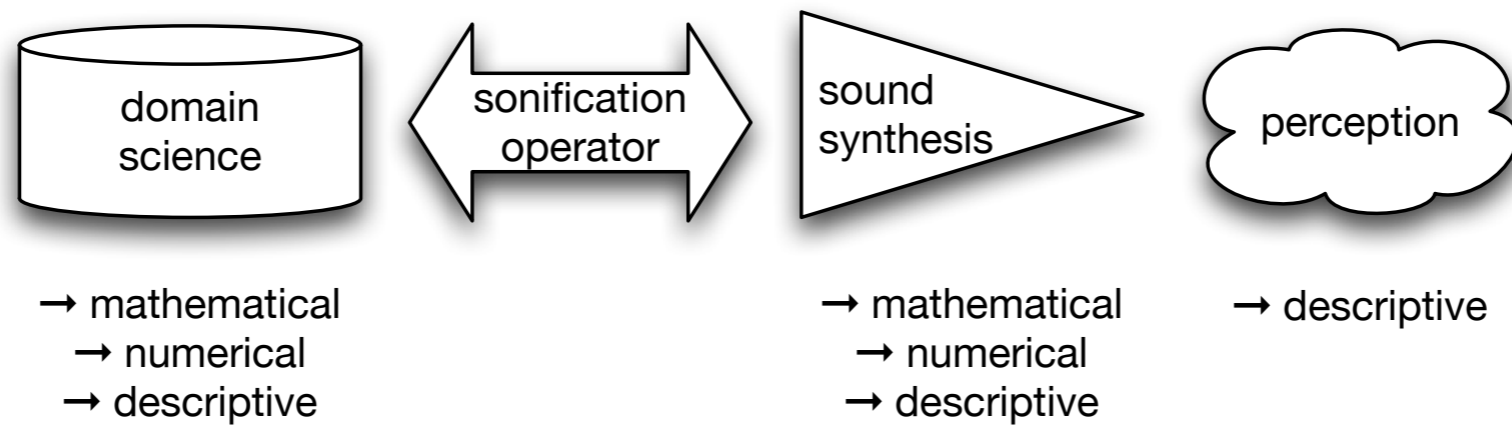 domain
science
sonification
operator
sound
synthesis
perception
→ mathematical
→ numerical
→ descriptive
→ mathematical
→ numerical
→ descriptive
→ descriptive